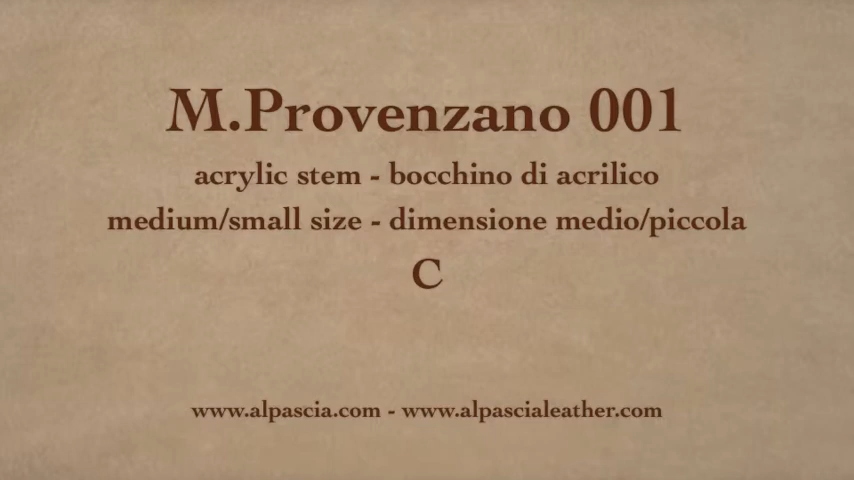 M.Provenzano 001
acrylic stem - bocchino di acrilico
medium/small size - dimensione medio/piccola
C
www.alpascia.com - www.alpascialeather.com